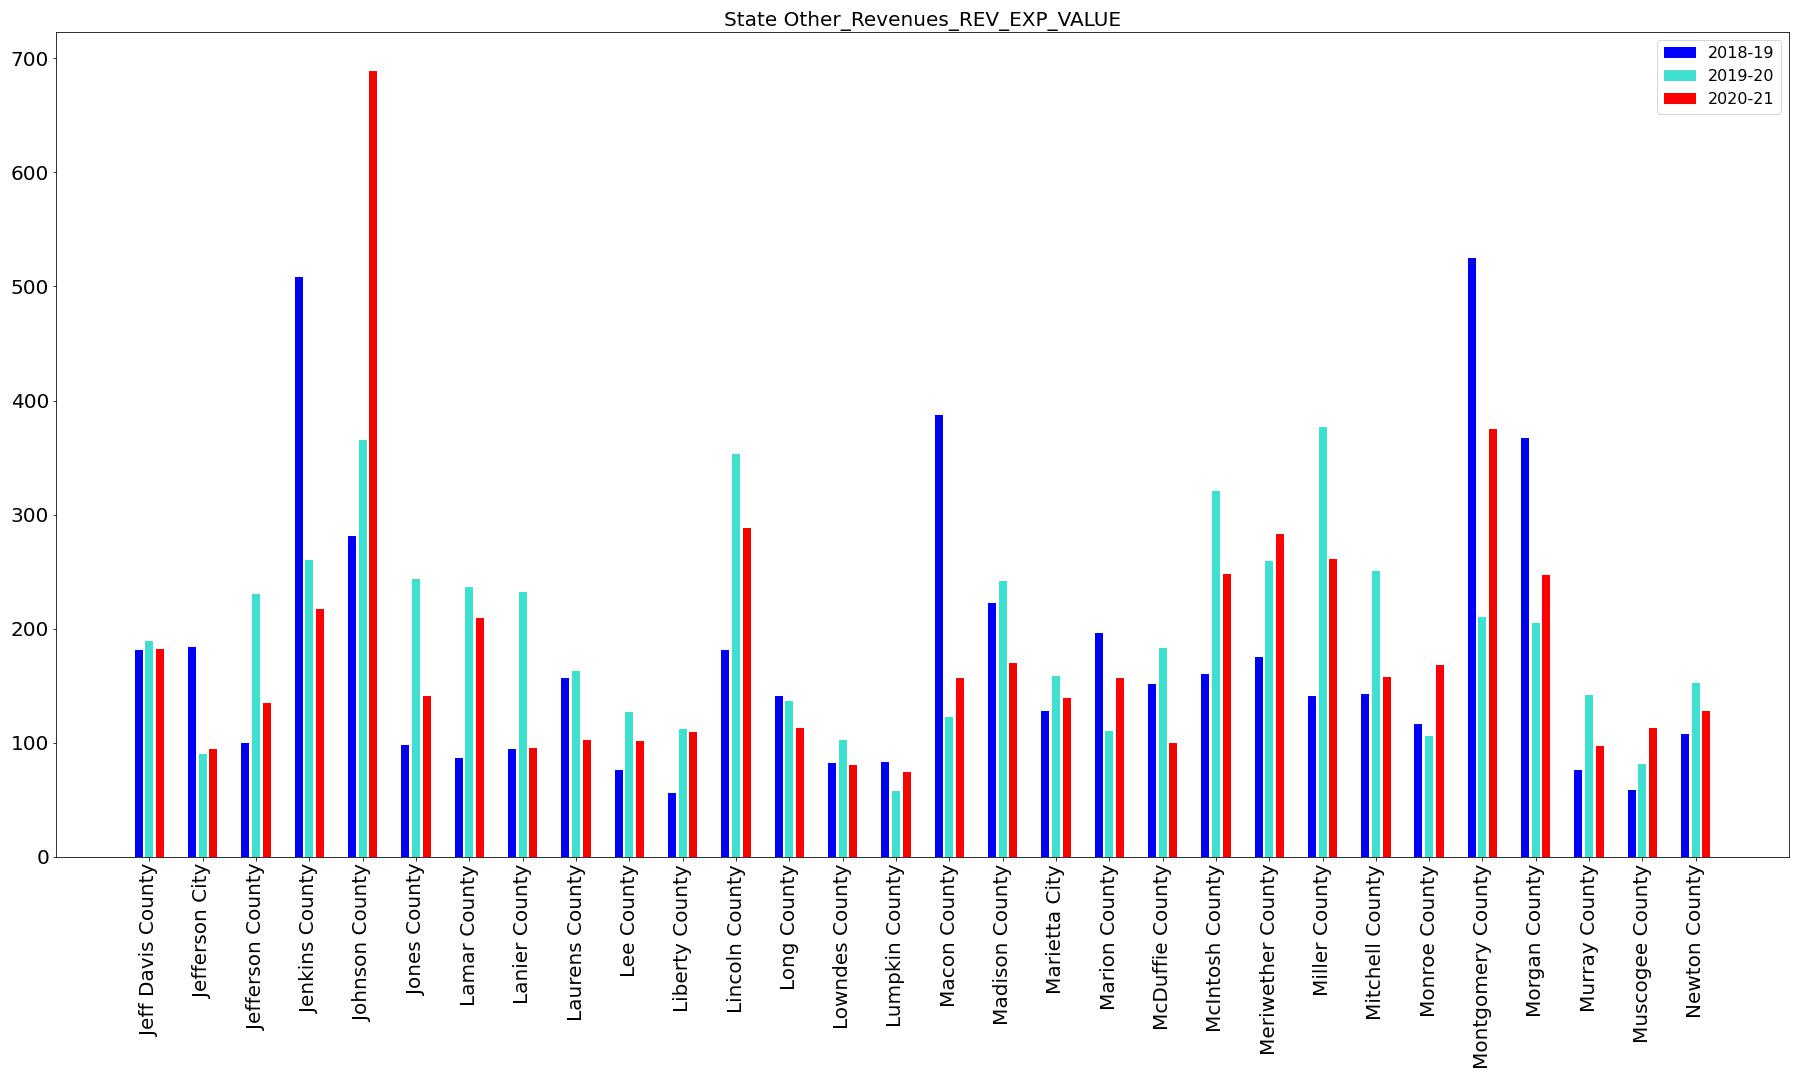 State Other_Revenues_REV_EXP_VALUE
2018-19
2019-20
2020-21
700
600
500
400
300
200
100
0
Jeff Davis County
Jefferson City
Jefferson County
Jenkins County
Johnson County
Jones County
Lamar County
Lanier County
Laurens County
Lee County
Liberty County
Lincoln County
Long County
Lowndes County
Lumpkin County
Macon County
Madison County
Marietta City
Marion County
McDuffie County
McIntosh County
Meriwether County
Miller County
Mitchell County
Monroe County
Montgomery County
Morgan County
Murray County
Muscogee County
Newton County